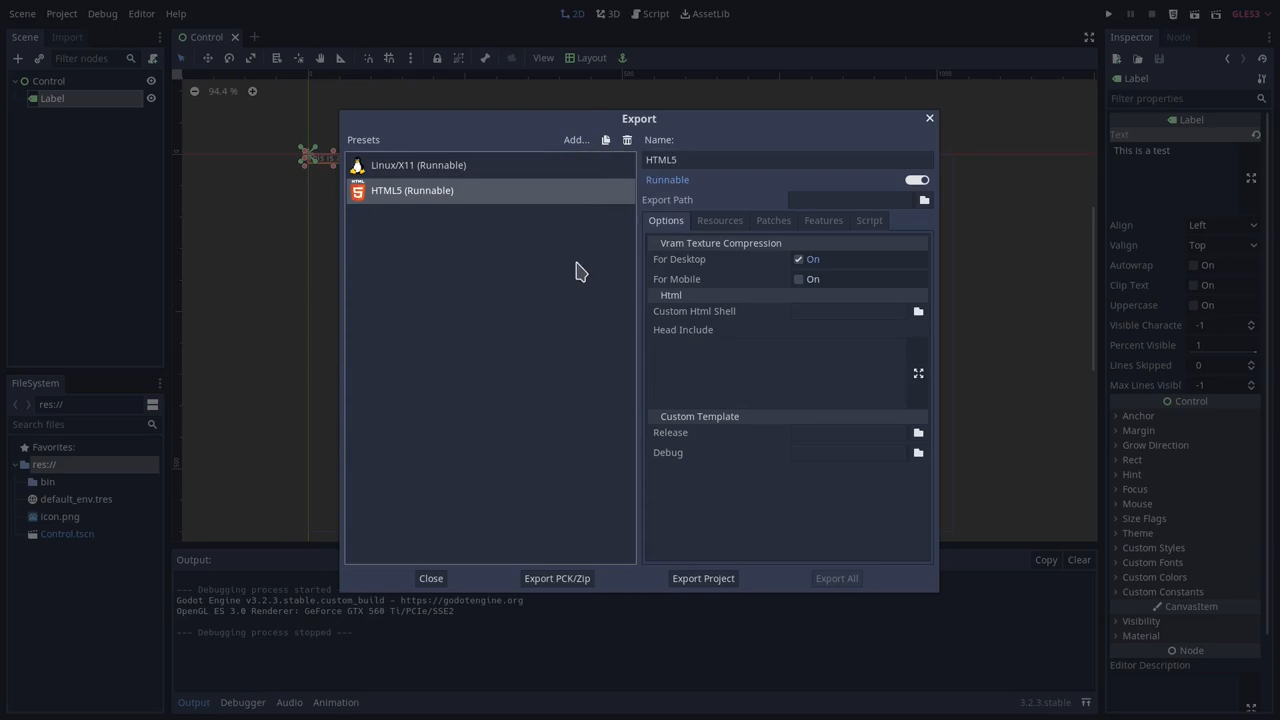 Scene Project Debug Editor Help
2D 3D Script AssetLib
GLES3
Scene Import
Filter nodes
Control
Label
FileSystem
res://
Search files
Favorites:
res://
bin
default_env.tres
icon.png
Control.tscn
Control
View Layout
0 500 1000
94.4 %
0
500
Export
Presets Add...
Linux/X11 (Runnable)
HTML5 (Runnable)
Name:
HTML5
Runnable
Export Path
Options Resources Patches Features Script
Vram Texture Compression
For Desktop On
For Mobile On
Html
Custom Html Shell
Head Include
Custom Template
Release
Debug
Close Export PCK/Zip Export Project Export All
Output: Copy Clear
--- Debugging process started ---
Godot Engine v3.2.3.stable.custom_build - https://godotengine.org
OpenGL ES 3.0 Renderer: GeForce GTX 560 Ti/PCIe/SSE2
--- Debugging process stopped ---
Output Debugger Audio Animation 3.2.3.stable
Inspector Node
Label
Filter properties
Label
Text
This is a test
Align Left
Valign Top
Autowrap On
Clip Text On
Uppercase On
Visible Characte -1
Percent Visible 1
Lines Skipped 0
Max Lines Visibl -1
Control
Anchor
Margin
Grow Direction
Rect
Hint
Focus
Mouse
Size Flags
Theme
Custom Styles
Custom Fonts
Custom Colors
Custom Constants
CanvasItem
Visibility
Material
Node
Editor Description